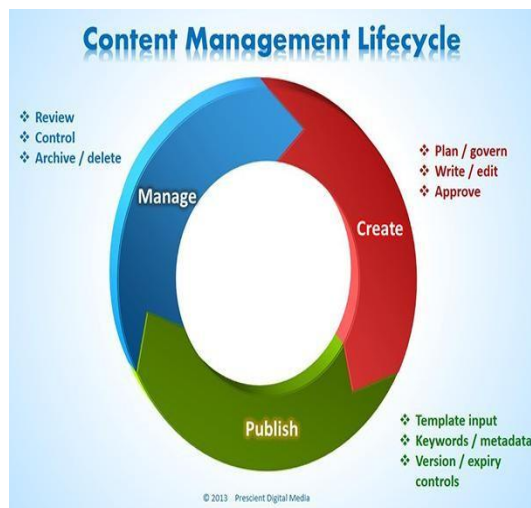 Content Management Lifecycle
❖ Review
❖ Control
❖ Archive / delete
Manage
❖ Plan / govern
❖ Write / edit
❖ Approve
Create
Publish
❖ Template input
❖ Keywords / metadata
❖ Version / expiry
controls
© 2013 Prescient Digital Media